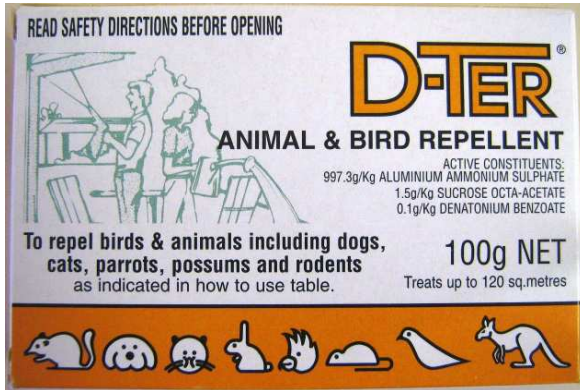 READ SAFETY DIRECTIONS BEFORE OPENING
D-TER®
ANIMAL & BIRD REPELLENT
ACTIVE CONSTITUENTS:
997.3g/Kg ALUMINIUM AMMONIUM SULPHATE
1.5g/Kg SUCROSE OCTA-ACETATE
0.1g/Kg DENATONIUM BENZOATE
To repel birds & animals including dogs,
cats, parrots, possums and rodents
as indicated in how to use table.
100g NET
Treats up to 120 sq.metres